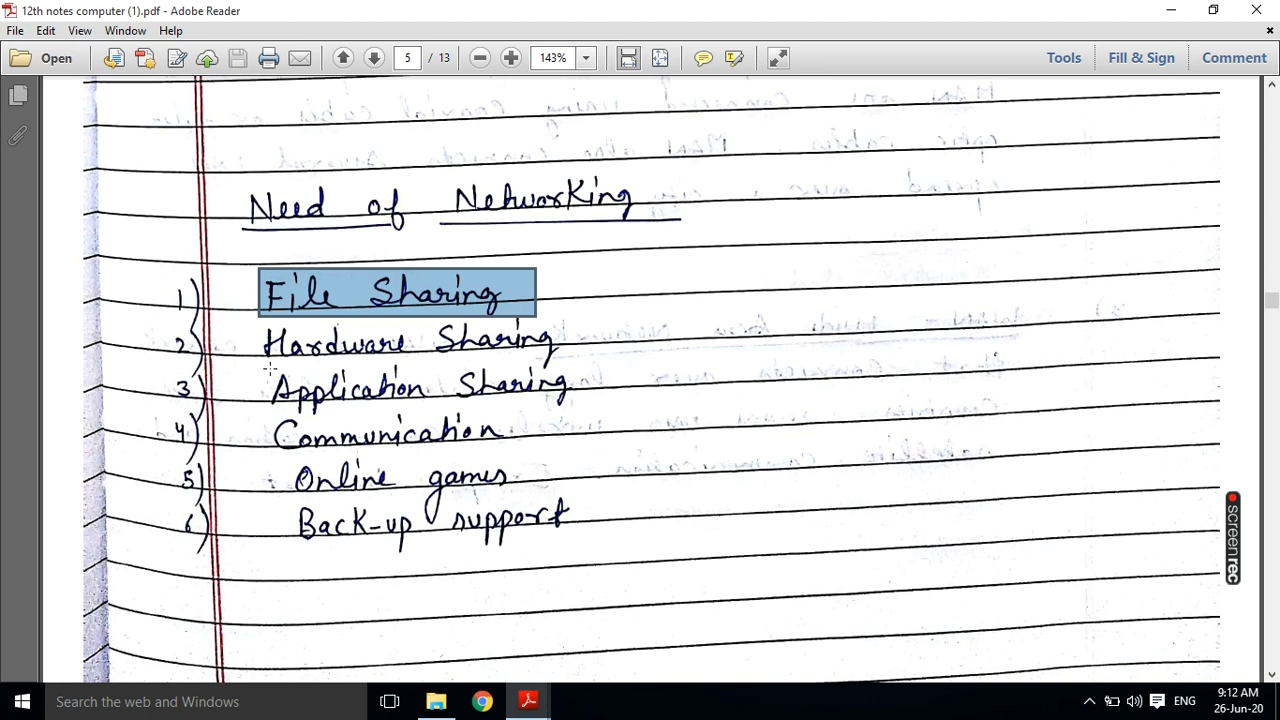 12th notes computer (1).pdf - Adobe Reader
File Edit View Window Help
Open 5 / 13 143% Tools Fill & Sign Comment
Need of Networking
1) File Sharing
2) Hardware Sharing
3) Application Sharing
4) Communication
5) Online games
6) Back-up support
screenrec
Search the web and Windows
ENG
9:12 AM
26-Jun-20